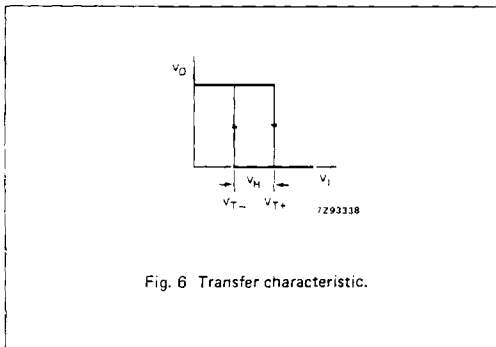 VO
VH
VI
VT− VT+
7Z93338
Fig. 6 Transfer characteristic.